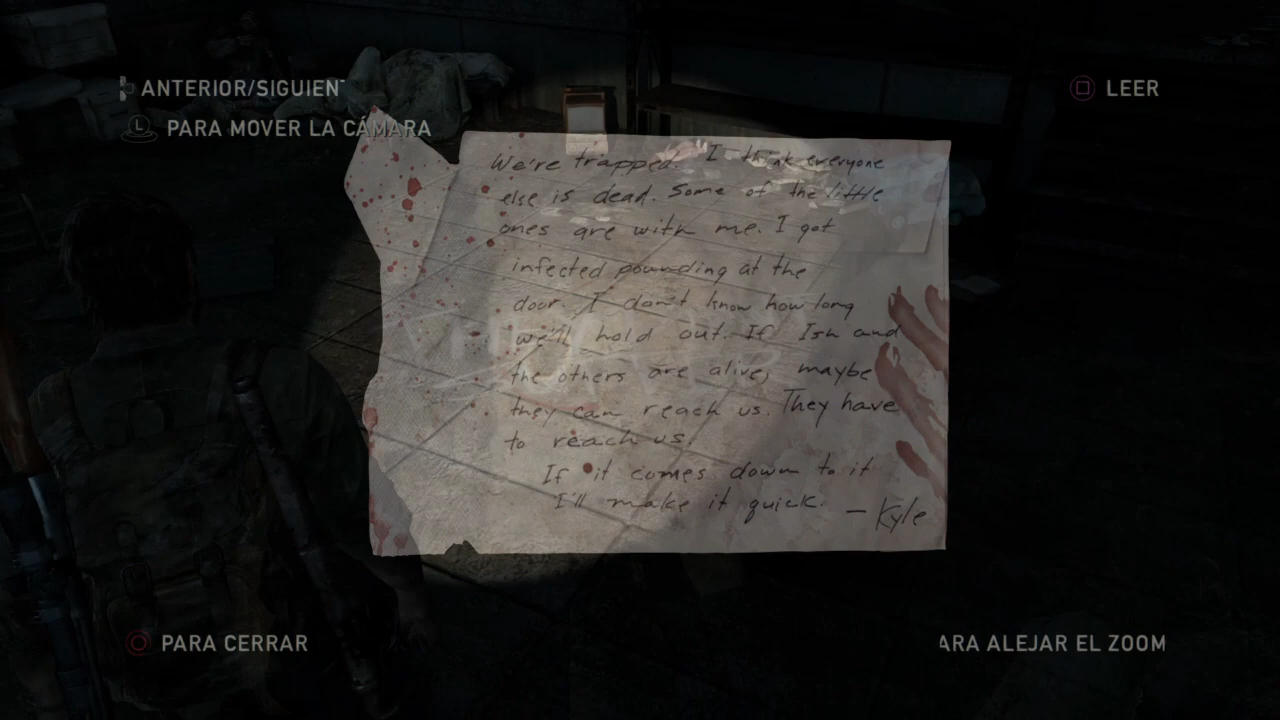 ANTERIOR/SIGUIEN
LEER
PARA MOVER LA CÁMARA
We're trapped. I think everyone
else is dead. Some of the little
ones are with me. I got
infected pounding at the
door. I don't know how long
we'll hold out. If Ish and
the others are alive, maybe
they can reach us. They have
to reach us.
If it comes down to it
I'll make it quick. – Kyle
PARA CERRAR
ARA ALEJAR EL ZOOM